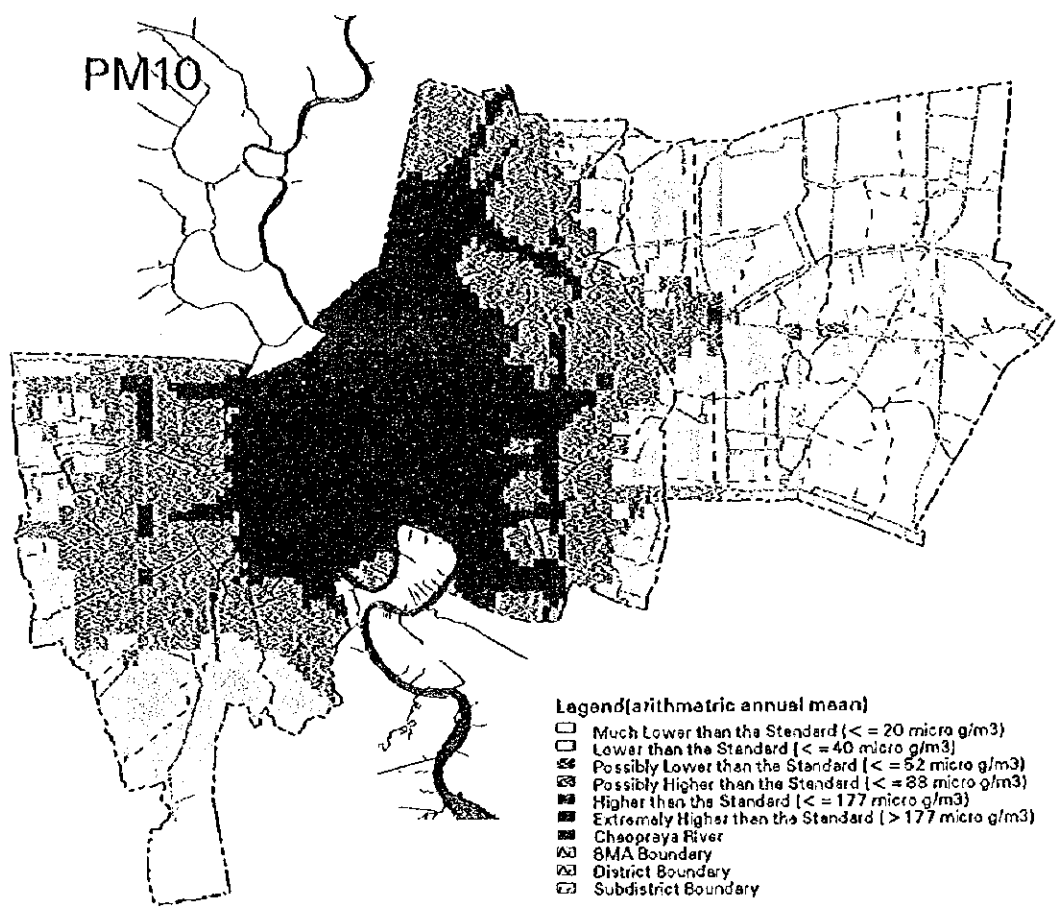 PM10
Legend(arithmatric annual mean)
Much Lower than the Standard (< = 20 micro g/m3)
Lower than the Standard (< = 40 micro g/m3)
Possibly Lower than the Standard (< = 52 micro g/m3)
Possibly Higher than the Standard (< = 88 micro g/m3)
Higher than the Standard (< = 177 micro g/m3)
Extremely Higher than the Standard (> 177 micro g/m3)
Chaopraya River
BMA Boundary
District Boundary
Subdistrict Boundary